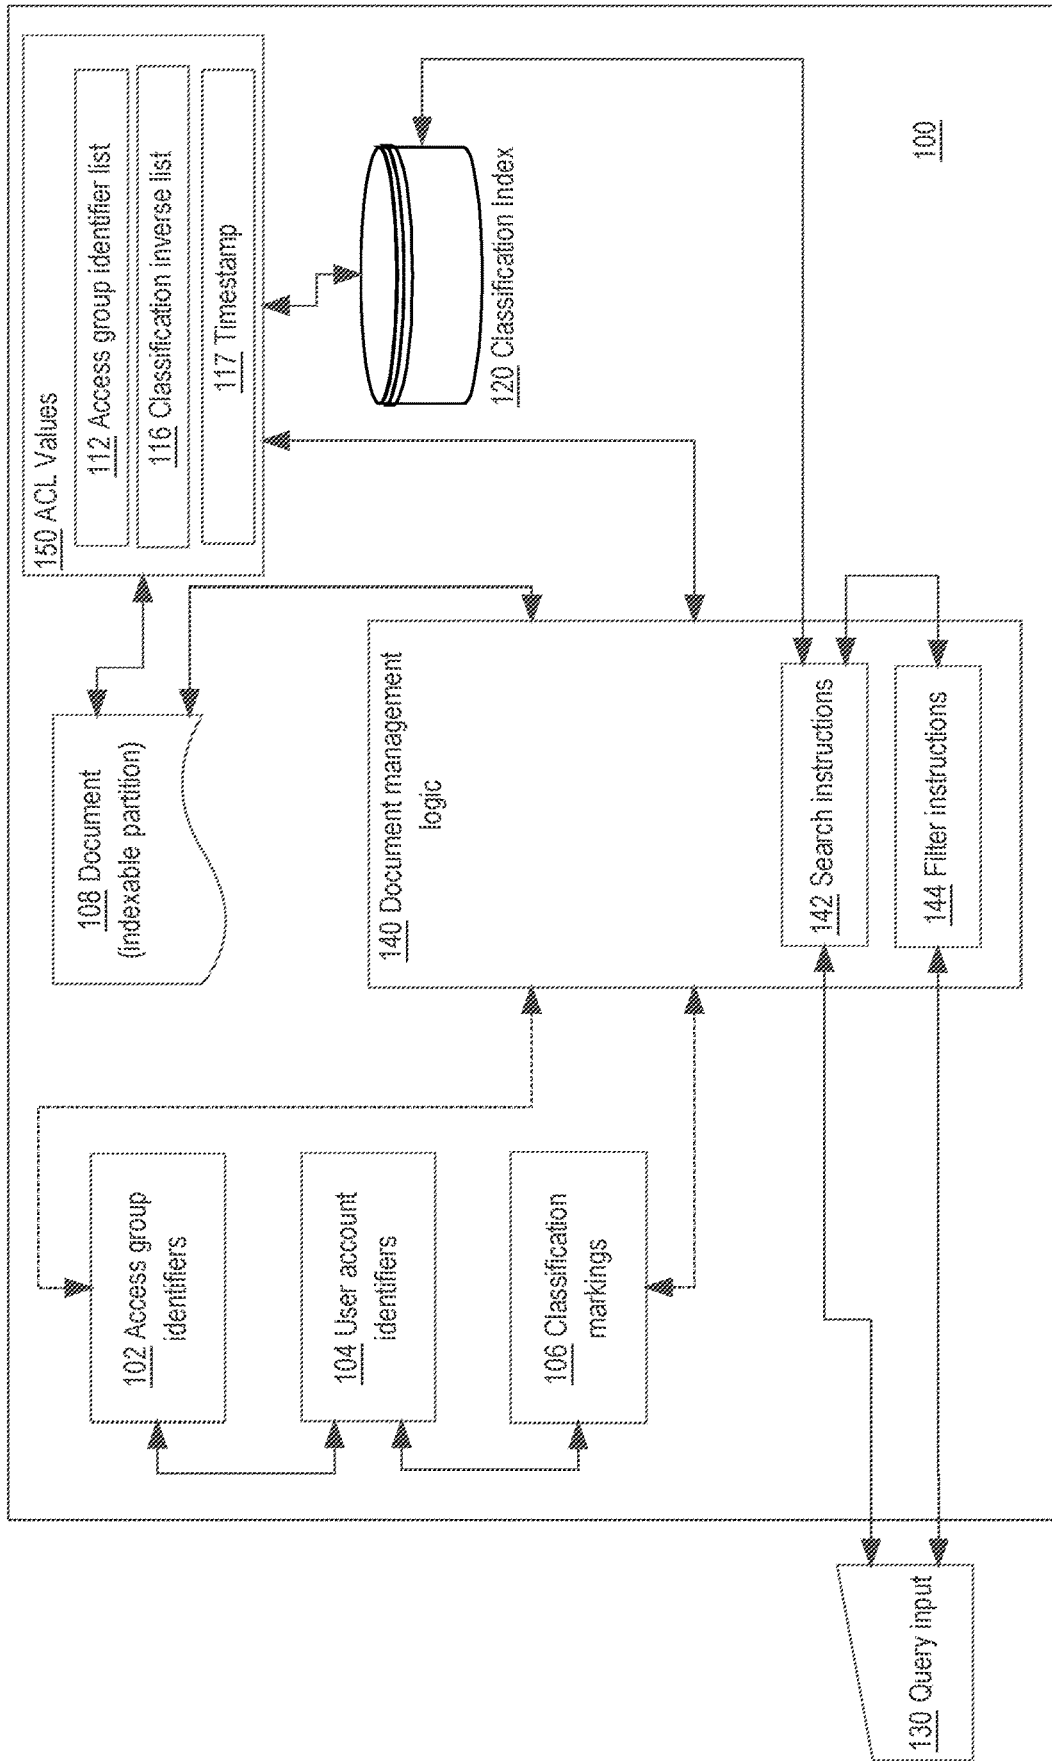 102 Access group
identifiers
104 User account
identifiers
106 Classification
markings
108 Document
(indexable partition)
150 ACL Values
112 Access group identifier list
116 Classification inverse list
117 Timestamp
120 Classification Index
140 Document management
logic
142 Search instructions
144 Filter instructions
130 Query input
100